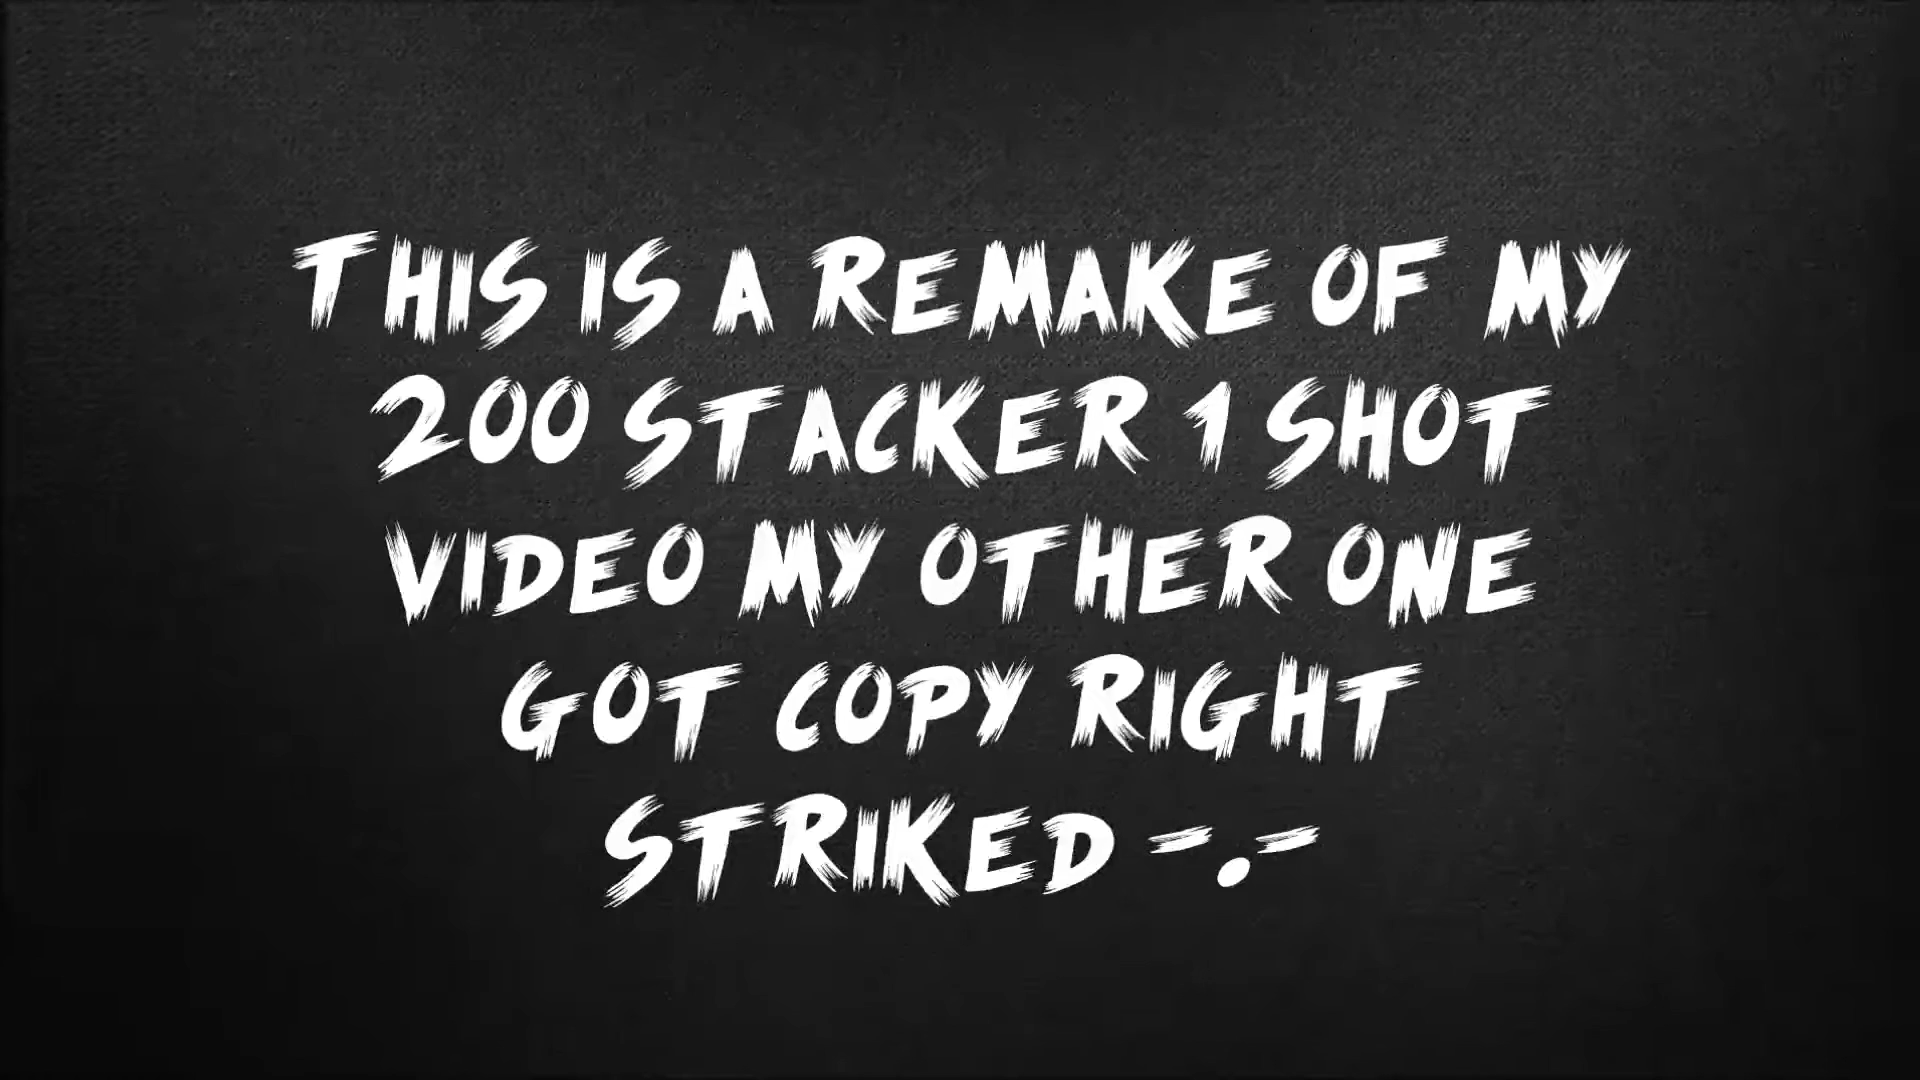 THIS IS A REMAKE OF MY
200 STACKER 1 SHOT
VIDEO MY OTHER ONE
GOT COPY RIGHT
STRIKED -.-